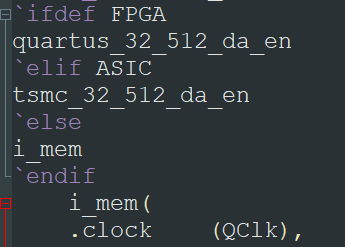 `ifdef FPGA
quartus_32_512_da_en
`elif ASIC
tsmc_32_512_da_en
`else
i_mem
`endif
i_mem(
.clock (QClk),